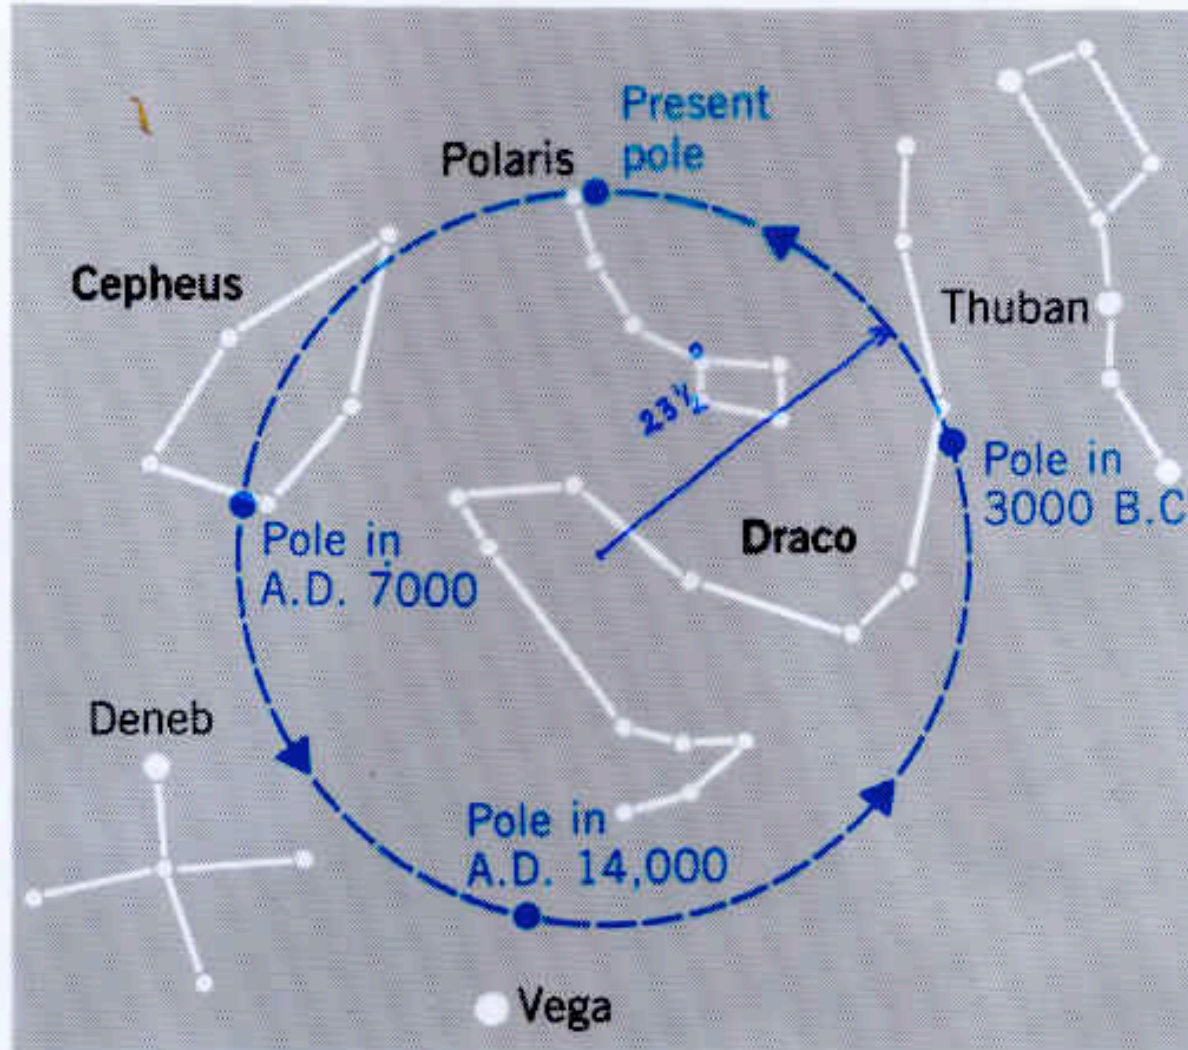 Present
pole
Polaris
Cepheus
Thuban
23½°
Pole in
3000 B.C
Draco
Pole in
A.D. 7000
Deneb
Pole in
A.D. 14,000
Vega